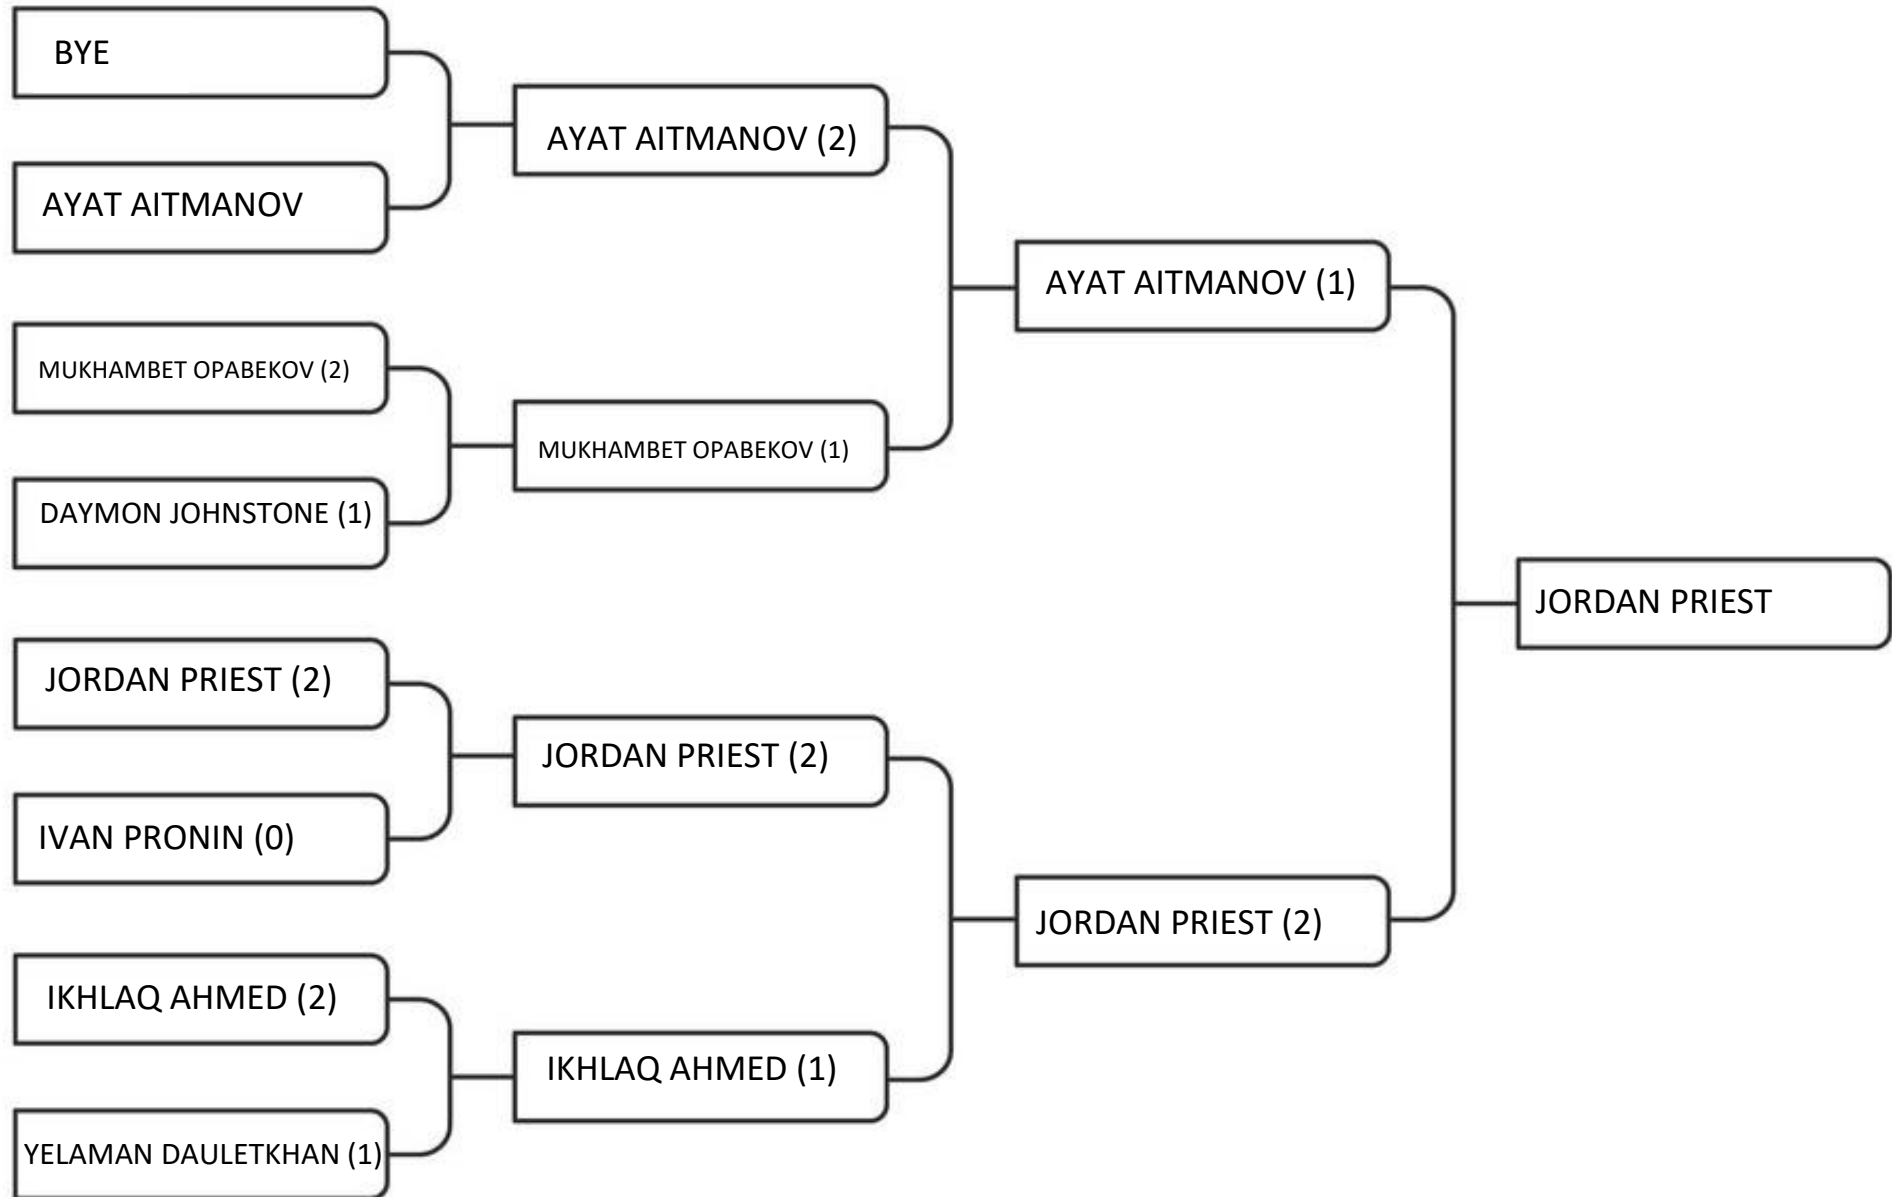 BYE
AYAT AITMANOV
MUKHAMBET OPABEKOV (2)
DAYMON JOHNSTONE (1)
JORDAN PRIEST (2)
IVAN PRONIN (0)
IKHLAQ AHMED (2)
YELAMAN DAULETKHAN (1)
AYAT AITMANOV (2)
MUKHAMBET OPABEKOV (1)
JORDAN PRIEST (2)
IKHLAQ AHMED (1)
AYAT AITMANOV (1)
JORDAN PRIEST (2)
JORDAN PRIEST